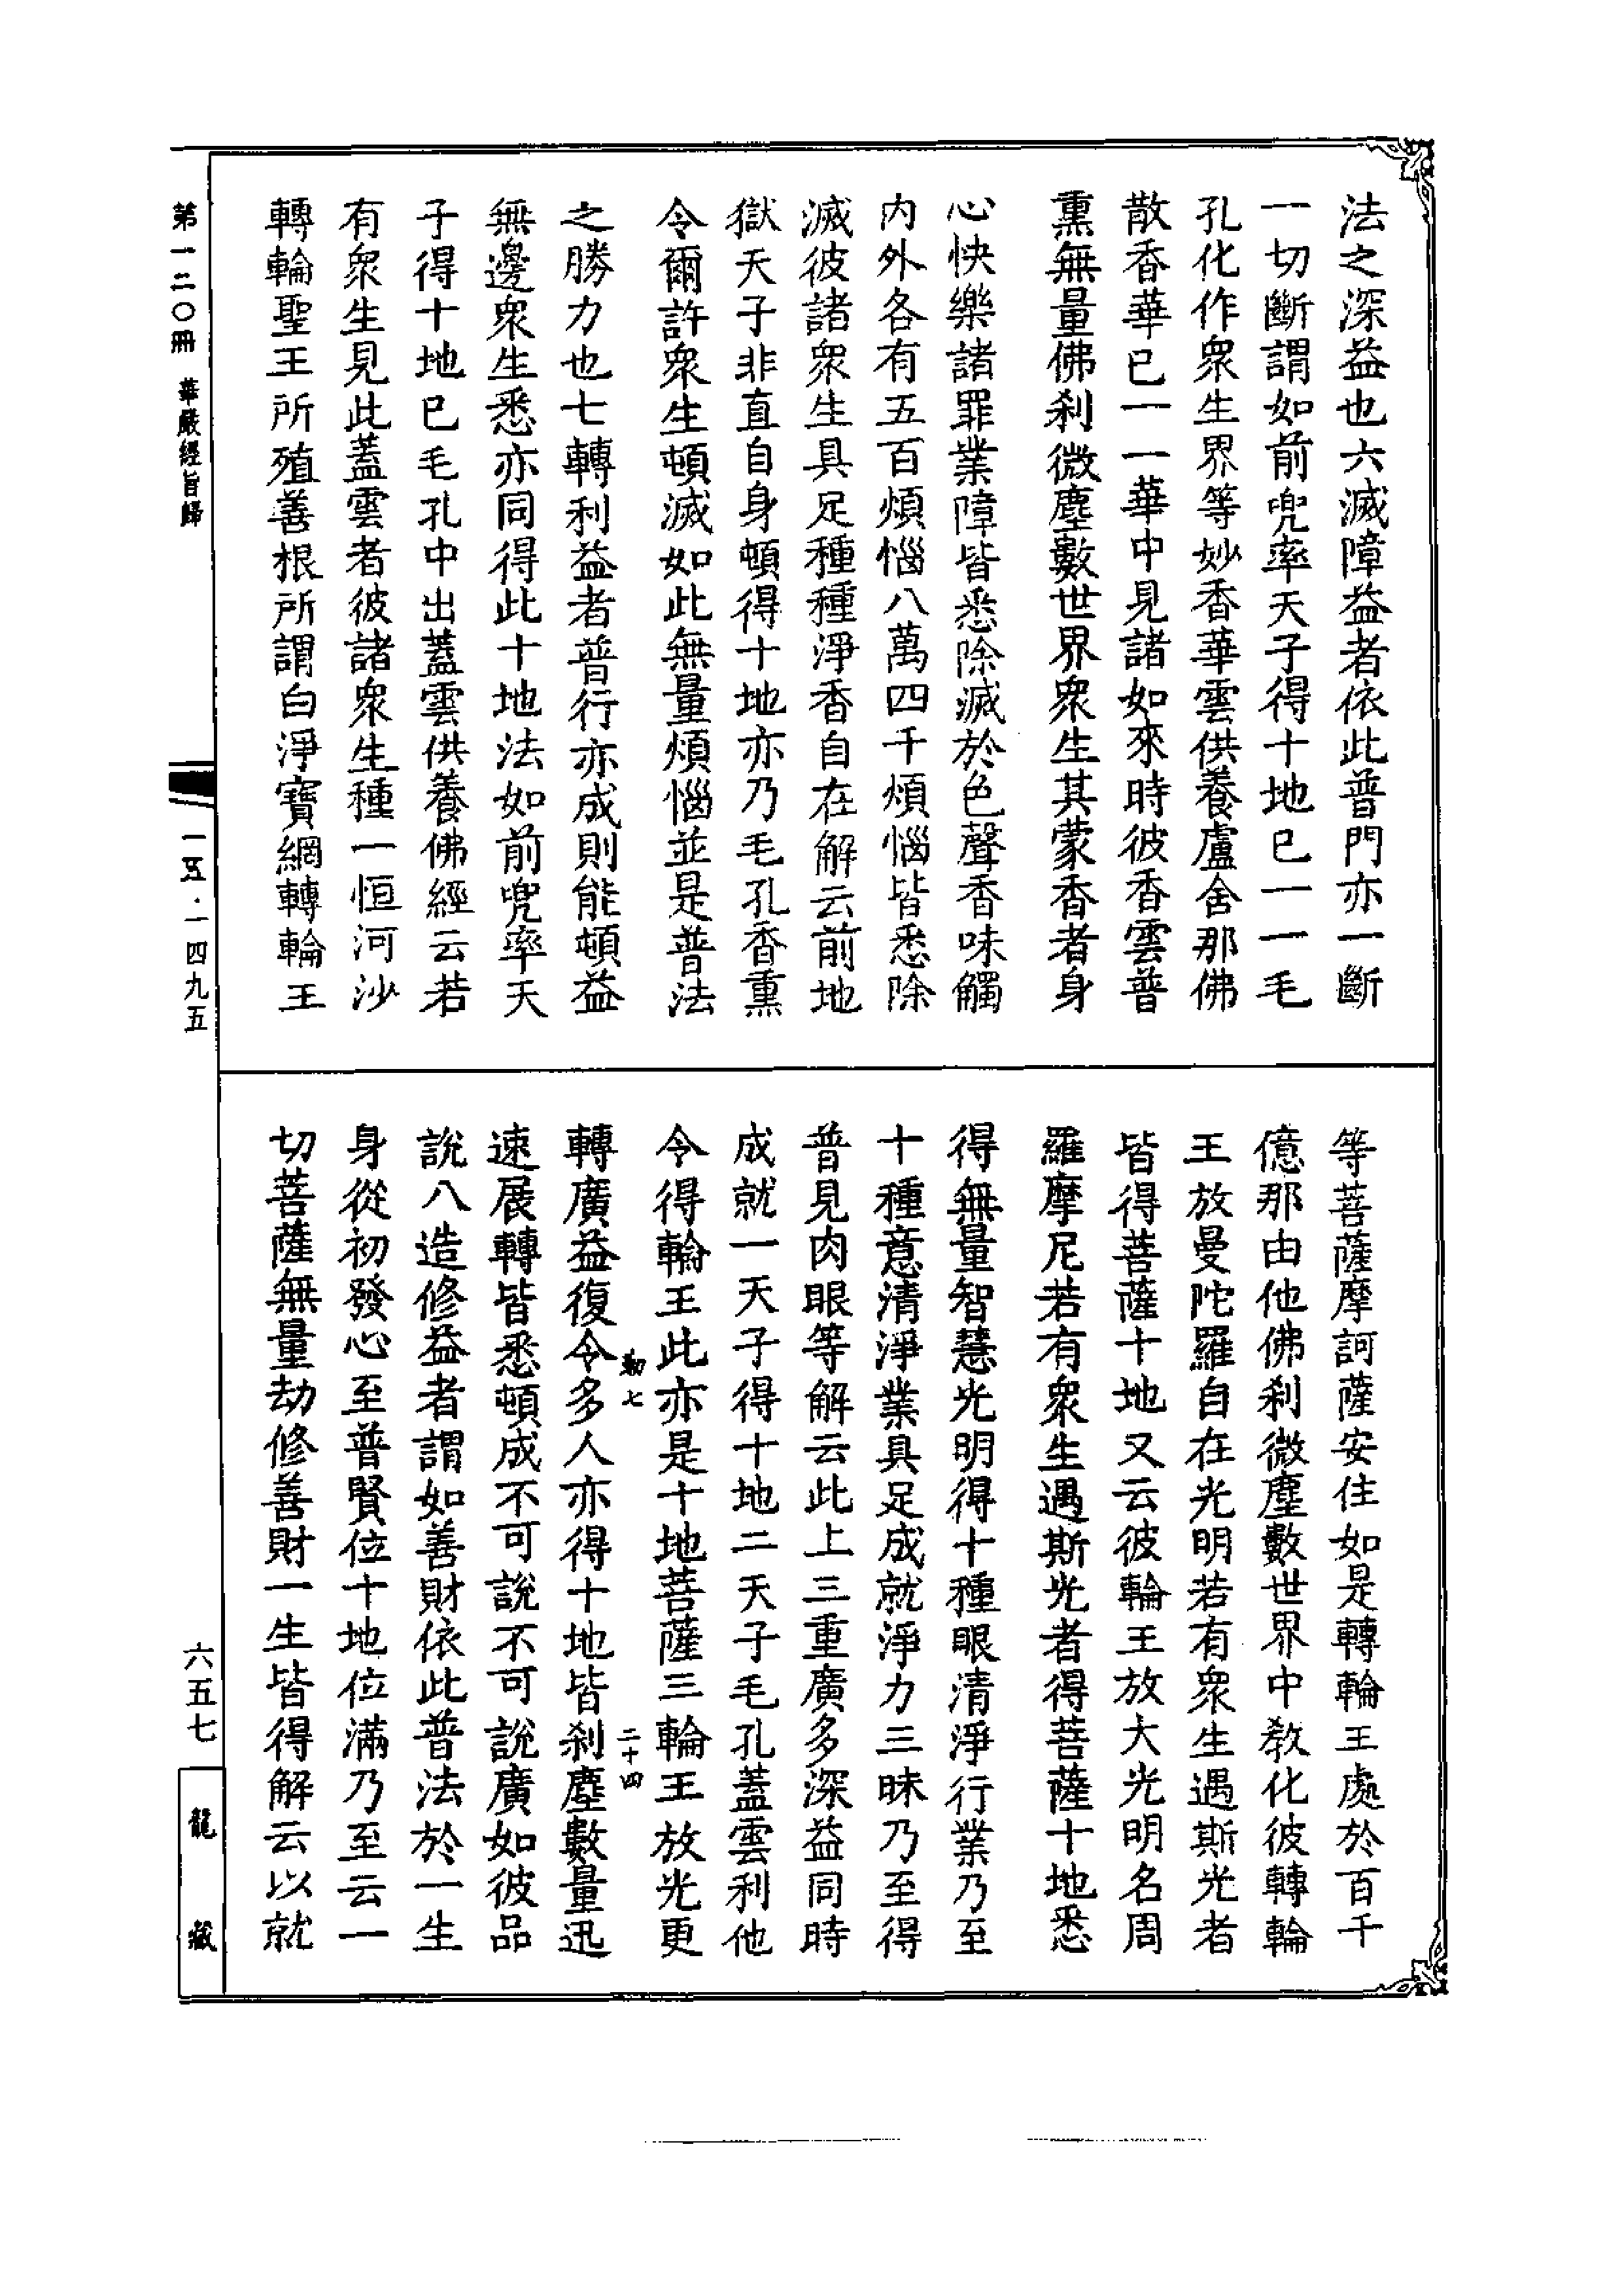 法之深益也六滅障益者依此普門亦一斷
一切斷謂如前兜率天子得十地已一一毛
孔化作衆生界等妙香華雲供養盧舍那佛
散香華已一一華中見諸如來時彼香雲普
熏無量佛刹微塵數世界衆生其蒙香者身
心快樂諸罪業障皆悉除滅於色聲香味觸
内外各有五百煩惱八萬四千煩惱皆悉除
滅彼諸衆生具足種種淨香自在解云前地
獄天子非直自身頓得十地亦乃毛孔香熏
令爾許衆生頓滅如此無量煩惱並是普法
之勝力也七轉利益者普行亦成則能頓益
無邊衆生悉亦同得此十地法如前兜率天
子得十地已毛孔中出蓋雲供養佛經云若
有衆生見此蓋雲者彼諸衆生種一恒河沙
轉輪聖王所殖善根所謂白淨寶網轉輪王
等菩薩摩訶薩安住如是轉輪王處於百千
億那由他佛刹微塵數世界中教化彼轉輪
王放曼陀羅自在光明若有衆生遇斯光者
皆得菩薩十地又云彼輪王放大光明名周
羅摩尼若有衆生遇斯光者得菩薩十地悉
得無量智慧光明得十種眼清淨行業乃至
十種意清淨業具足成就淨力三昧乃至得
普見肉眼等解云此上三重廣多深益同時
成就一天子得十地二天子毛孔蓋雲利他
令得輪王此亦是十地菩薩三輪王放光更
勅七 二十四
轉廣益復令多人亦得十地皆刹塵數量迅
速展轉皆悉頓成不可說不可說廣如彼品
說八造修益者謂如善財依此普法於一生
身從初發心至普賢位十地位滿乃至云一
切菩薩無量劫修善財一生皆得解云以就
第一二〇冊 華嚴經旨歸
一五·一四九五
六五七
龍藏